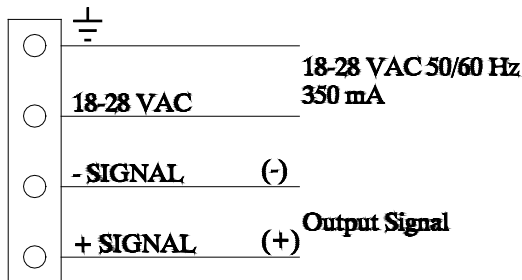 18-28 VAC 50/60 Hz
350 mA
18-28 VAC
- SIGNAL (-)
Output Signal
+ SIGNAL (+)